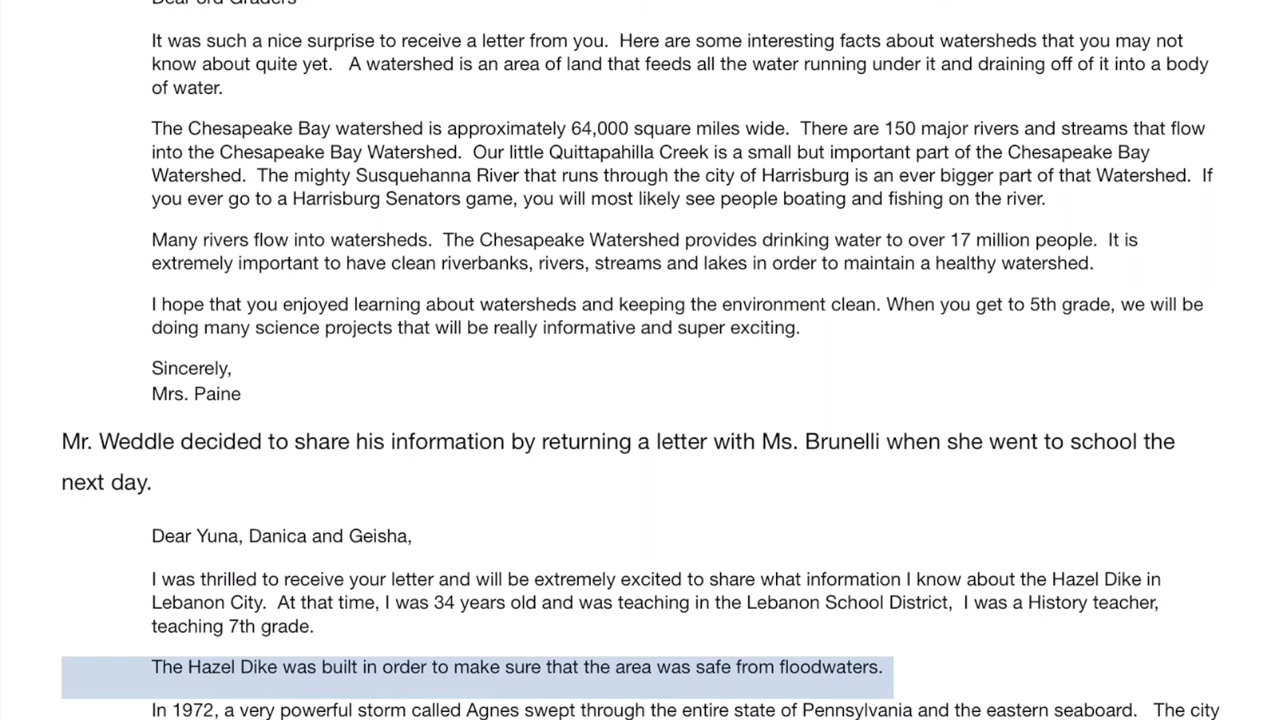 Dear 3rd Graders
It was such a nice surprise to receive a letter from you.  Here are some interesting facts about watersheds that you may not
know about quite yet.   A watershed is an area of land that feeds all the water running under it and draining off of it into a body
of water.
The Chesapeake Bay watershed is approximately 64,000 square miles wide.  There are 150 major rivers and streams that flow
into the Chesapeake Bay Watershed.  Our little Quittapahilla Creek is a small but important part of the Chesapeake Bay
Watershed.  The mighty Susquehanna River that runs through the city of Harrisburg is an ever bigger part of that Watershed.  If
you ever go to a Harrisburg Senators game, you will most likely see people boating and fishing on the river.
Many rivers flow into watersheds.  The Chesapeake Watershed provides drinking water to over 17 million people.  It is
extremely important to have clean riverbanks, rivers, streams and lakes in order to maintain a healthy watershed.
I hope that you enjoyed learning about watersheds and keeping the environment clean. When you get to 5th grade, we will be
doing many science projects that will be really informative and super exciting.
Sincerely,
Mrs. Paine
Mr. Weddle decided to share his information by returning a letter with Ms. Brunelli when she went to school the
next day.
Dear Yuna, Danica and Geisha,
I was thrilled to receive your letter and will be extremely excited to share what information I know about the Hazel Dike in
Lebanon City.  At that time, I was 34 years old and was teaching in the Lebanon School District,  I was a History teacher,
teaching 7th grade.
The Hazel Dike was built in order to make sure that the area was safe from floodwaters.
In 1972, a very powerful storm called Agnes swept through the entire state of Pennsylvania and the eastern seaboard.   The city